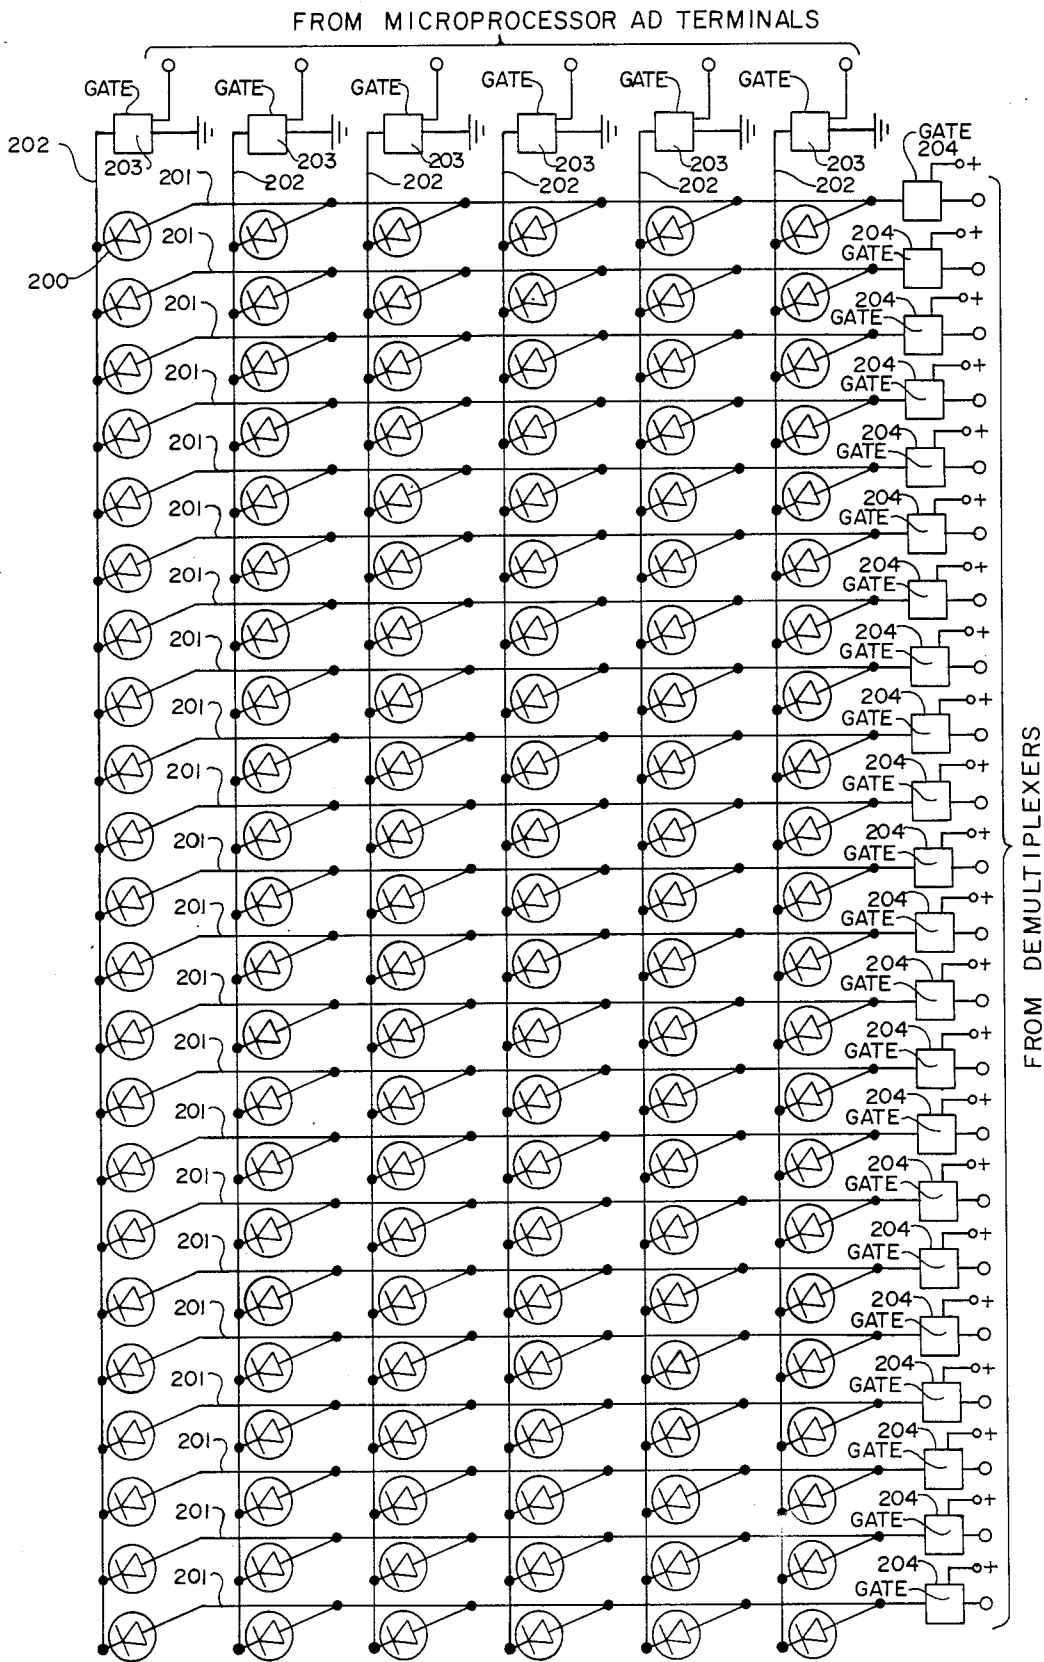 FROM MICROPROCESSOR AD TERMINALS
GATE GATE GATE GATE GATE GATE
202 203 203 203 203 203 203
GATE
204 +
201 202 202 202 202 202
200
201 204 +
GATE
201 204 +
GATE
201 204 +
GATE
201 204 +
GATE
201 204 +
GATE
201 204 +
GATE
201 204 +
GATE
201 204 +
GATE
201 204 +
GATE
201 204 +
GATE
201 204 +
GATE
201 204 +
GATE
201 204 +
GATE
201 204 +
GATE
201 204 +
GATE
201 204 +
GATE
201 204 +
GATE
201 204 +
GATE
201 204 +
GATE
201 204 +
GATE
201 204 +
GATE
FROM DEMULTIPLEXERS